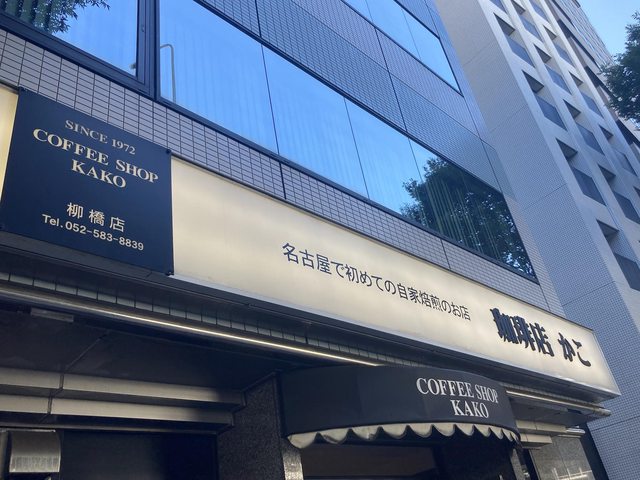 SINCE 1972
COFFEE SHOP
KAKO
柳橋店
Tel.052-583-8839
名古屋で初めての自家焙煎のお店
珈琲店 かこ
COFFEE SHOP
KAKO